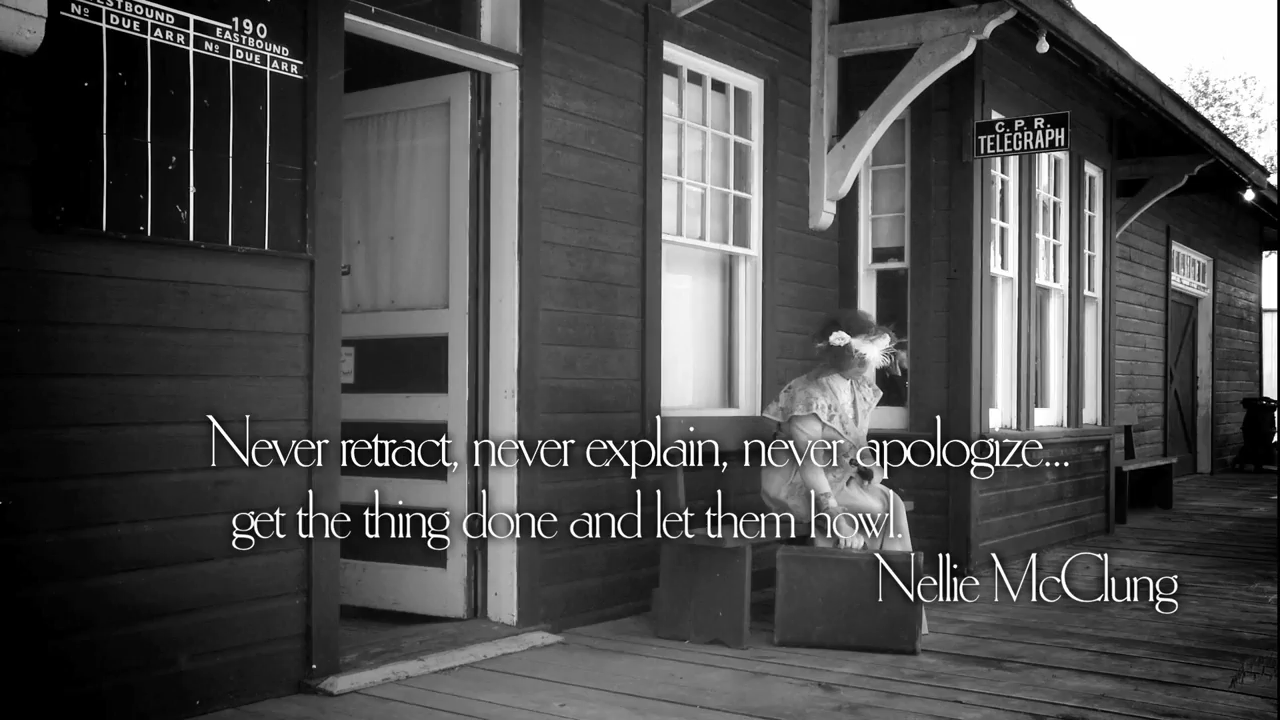 ESTBOUND
Nº DUE ARR
190
EASTBOUND
Nº DUE ARR
C. P. R.
TELEGRAPH
Never retract, never explain, never apologize...
get the thing done and let them howl.
Nellie McClung